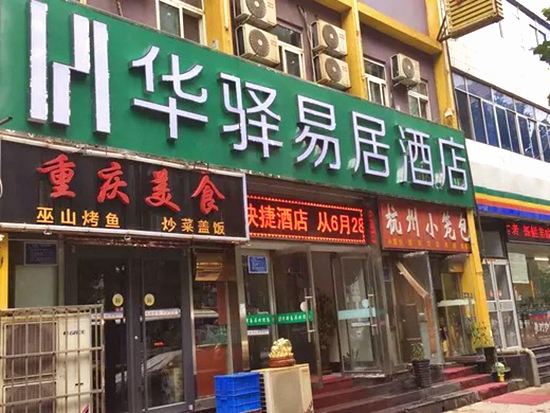 华驿易居酒店
重庆美食
巫山烤鱼 炒菜盖饭
快捷酒店 从6月28
杭州小笼包